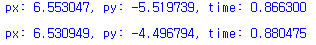 px: 6.553047, py: -5.519739, time: 0.866300
px: 6.530949, py: -4.496794, time: 0.880475